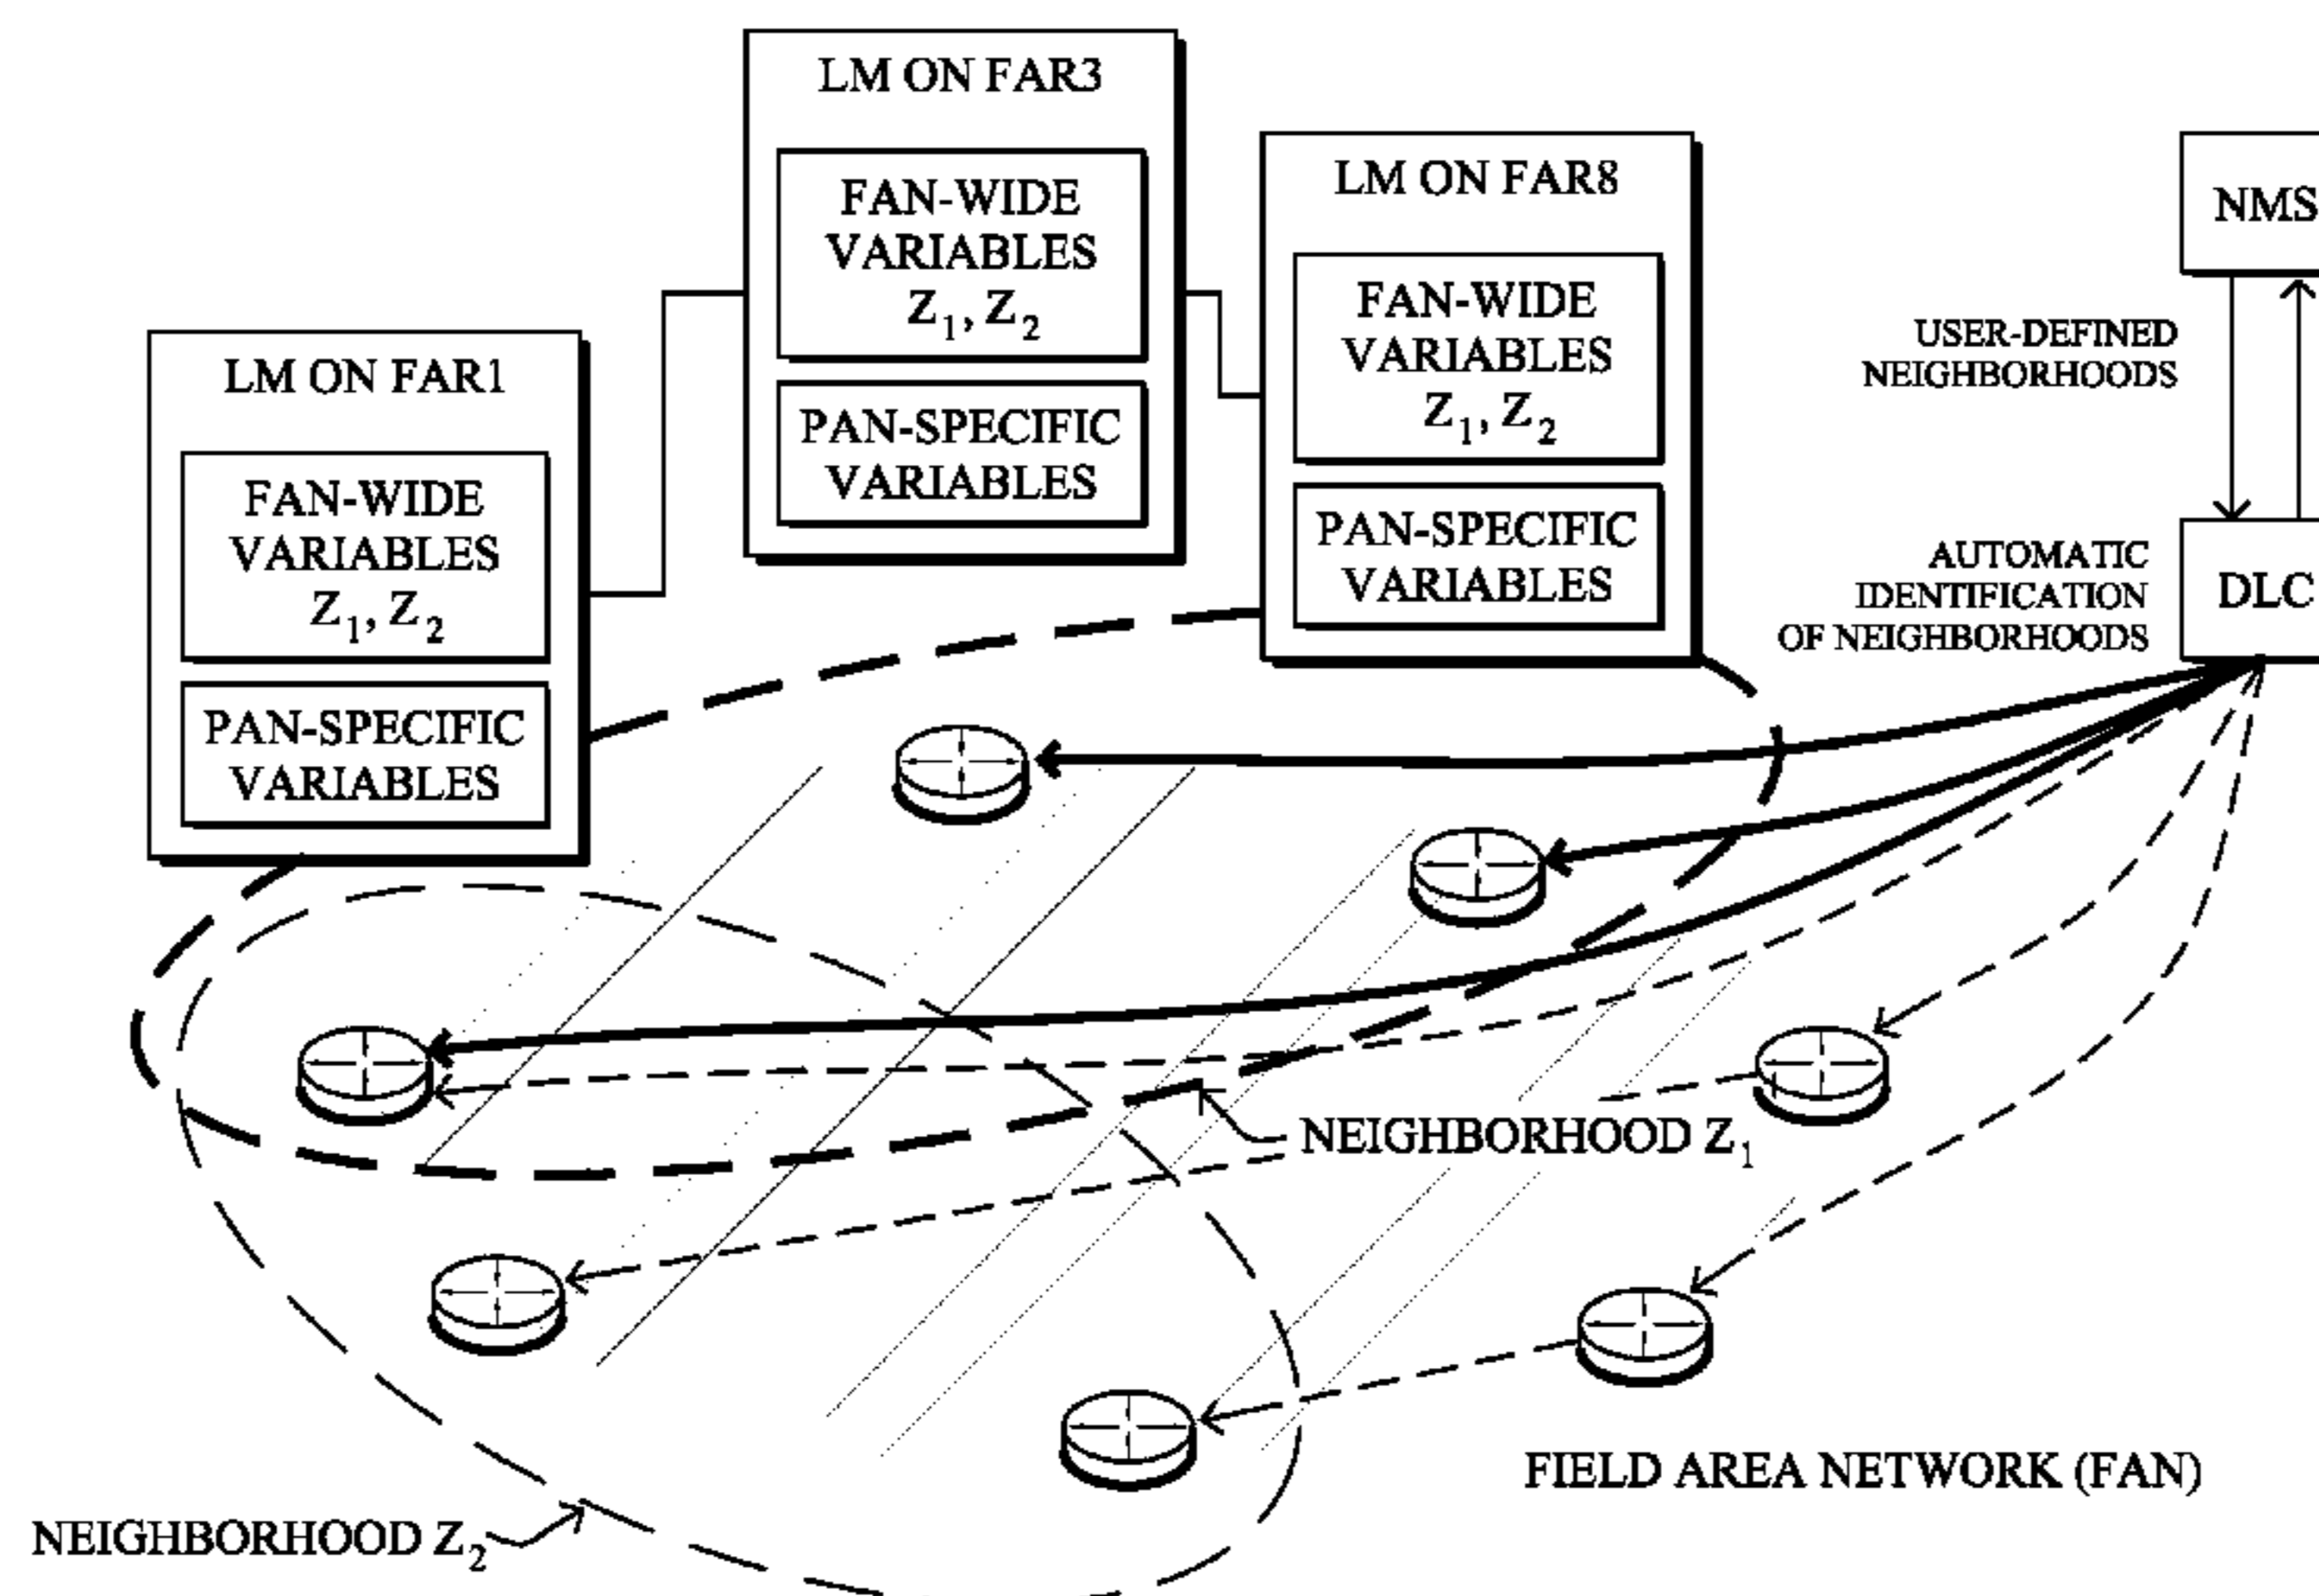 LM ON FAR3
FAN-WIDE
VARIABLES
Z1, Z2
PAN-SPECIFIC
VARIABLES
LM ON FAR8
FAN-WIDE
VARIABLES
Z1, Z2
PAN-SPECIFIC
VARIABLES
LM ON FAR1
FAN-WIDE
VARIABLES
Z1, Z2
PAN-SPECIFIC
VARIABLES
NMS
USER-DEFINED
NEIGHBORHOODS
AUTOMATIC
IDENTIFICATION
OF NEIGHBORHOODS
DLC
NEIGHBORHOOD Z1
FIELD AREA NETWORK (FAN)
NEIGHBORHOOD Z2